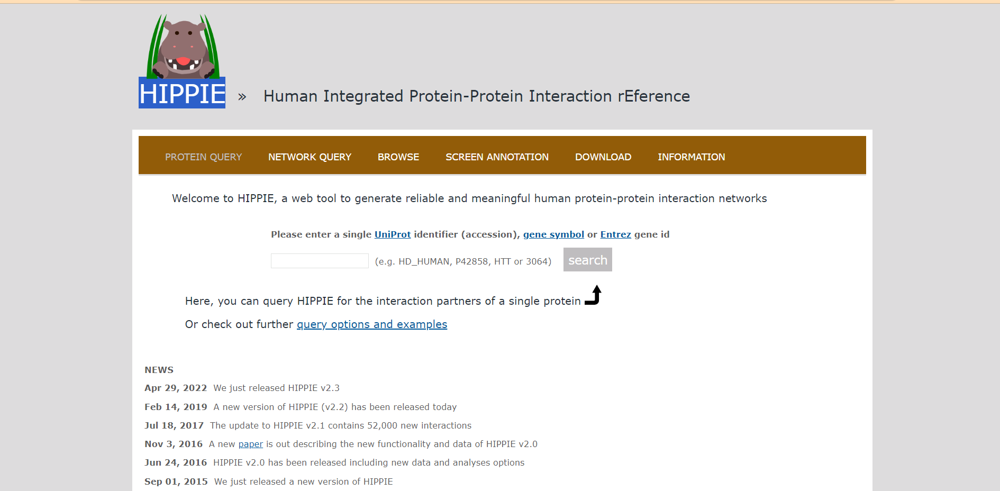 HIPPIE » Human Integrated Protein-Protein Interaction rEference
PROTEIN QUERY NETWORK QUERY BROWSE SCREEN ANNOTATION DOWNLOAD INFORMATION
Welcome to HIPPIE, a web tool to generate reliable and meaningful human protein-protein interaction networks
Please enter a single UniProt identifier (accession), gene symbol or Entrez gene id
(e.g. HD_HUMAN, P42858, HTT or 3064) search
Here, you can query HIPPIE for the interaction partners of a single protein
Or check out further query options and examples
NEWS
Apr 29, 2022 We just released HIPPIE v2.3
Feb 14, 2019 A new version of HIPPIE (v2.2) has been released today
Jul 18, 2017 The update to HIPPIE v2.1 contains 52,000 new interactions
Nov 3, 2016 A new paper is out describing the new functionality and data of HIPPIE v2.0
Jun 24, 2016 HIPPIE v2.0 has been released including new data and analyses options
Sep 01, 2015 We just released a new version of HIPPIE